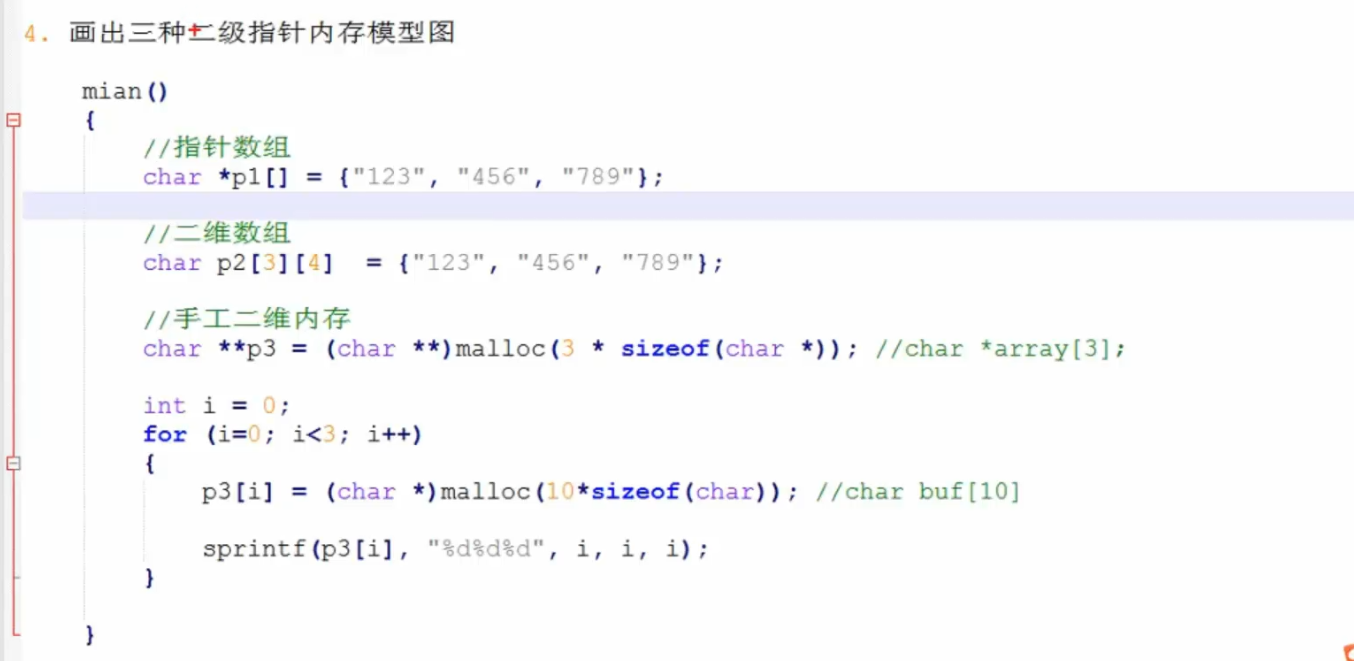 4. 画出三种二级指针内存模型图
mian()
{
//指针数组
char *p1[] = {"123", "456", "789"};
//二维数组
char p2[3][4]  = {"123", "456", "789"};
//手工二维内存
char **p3 = (char **)malloc(3 * sizeof(char *)); //char *array[3];
int i = 0;
for (i=0; i<3; i++)
{
p3[i] = (char *)malloc(10*sizeof(char)); //char buf[10]
sprintf(p3[i], "%d%d%d", i, i, i);
}
}